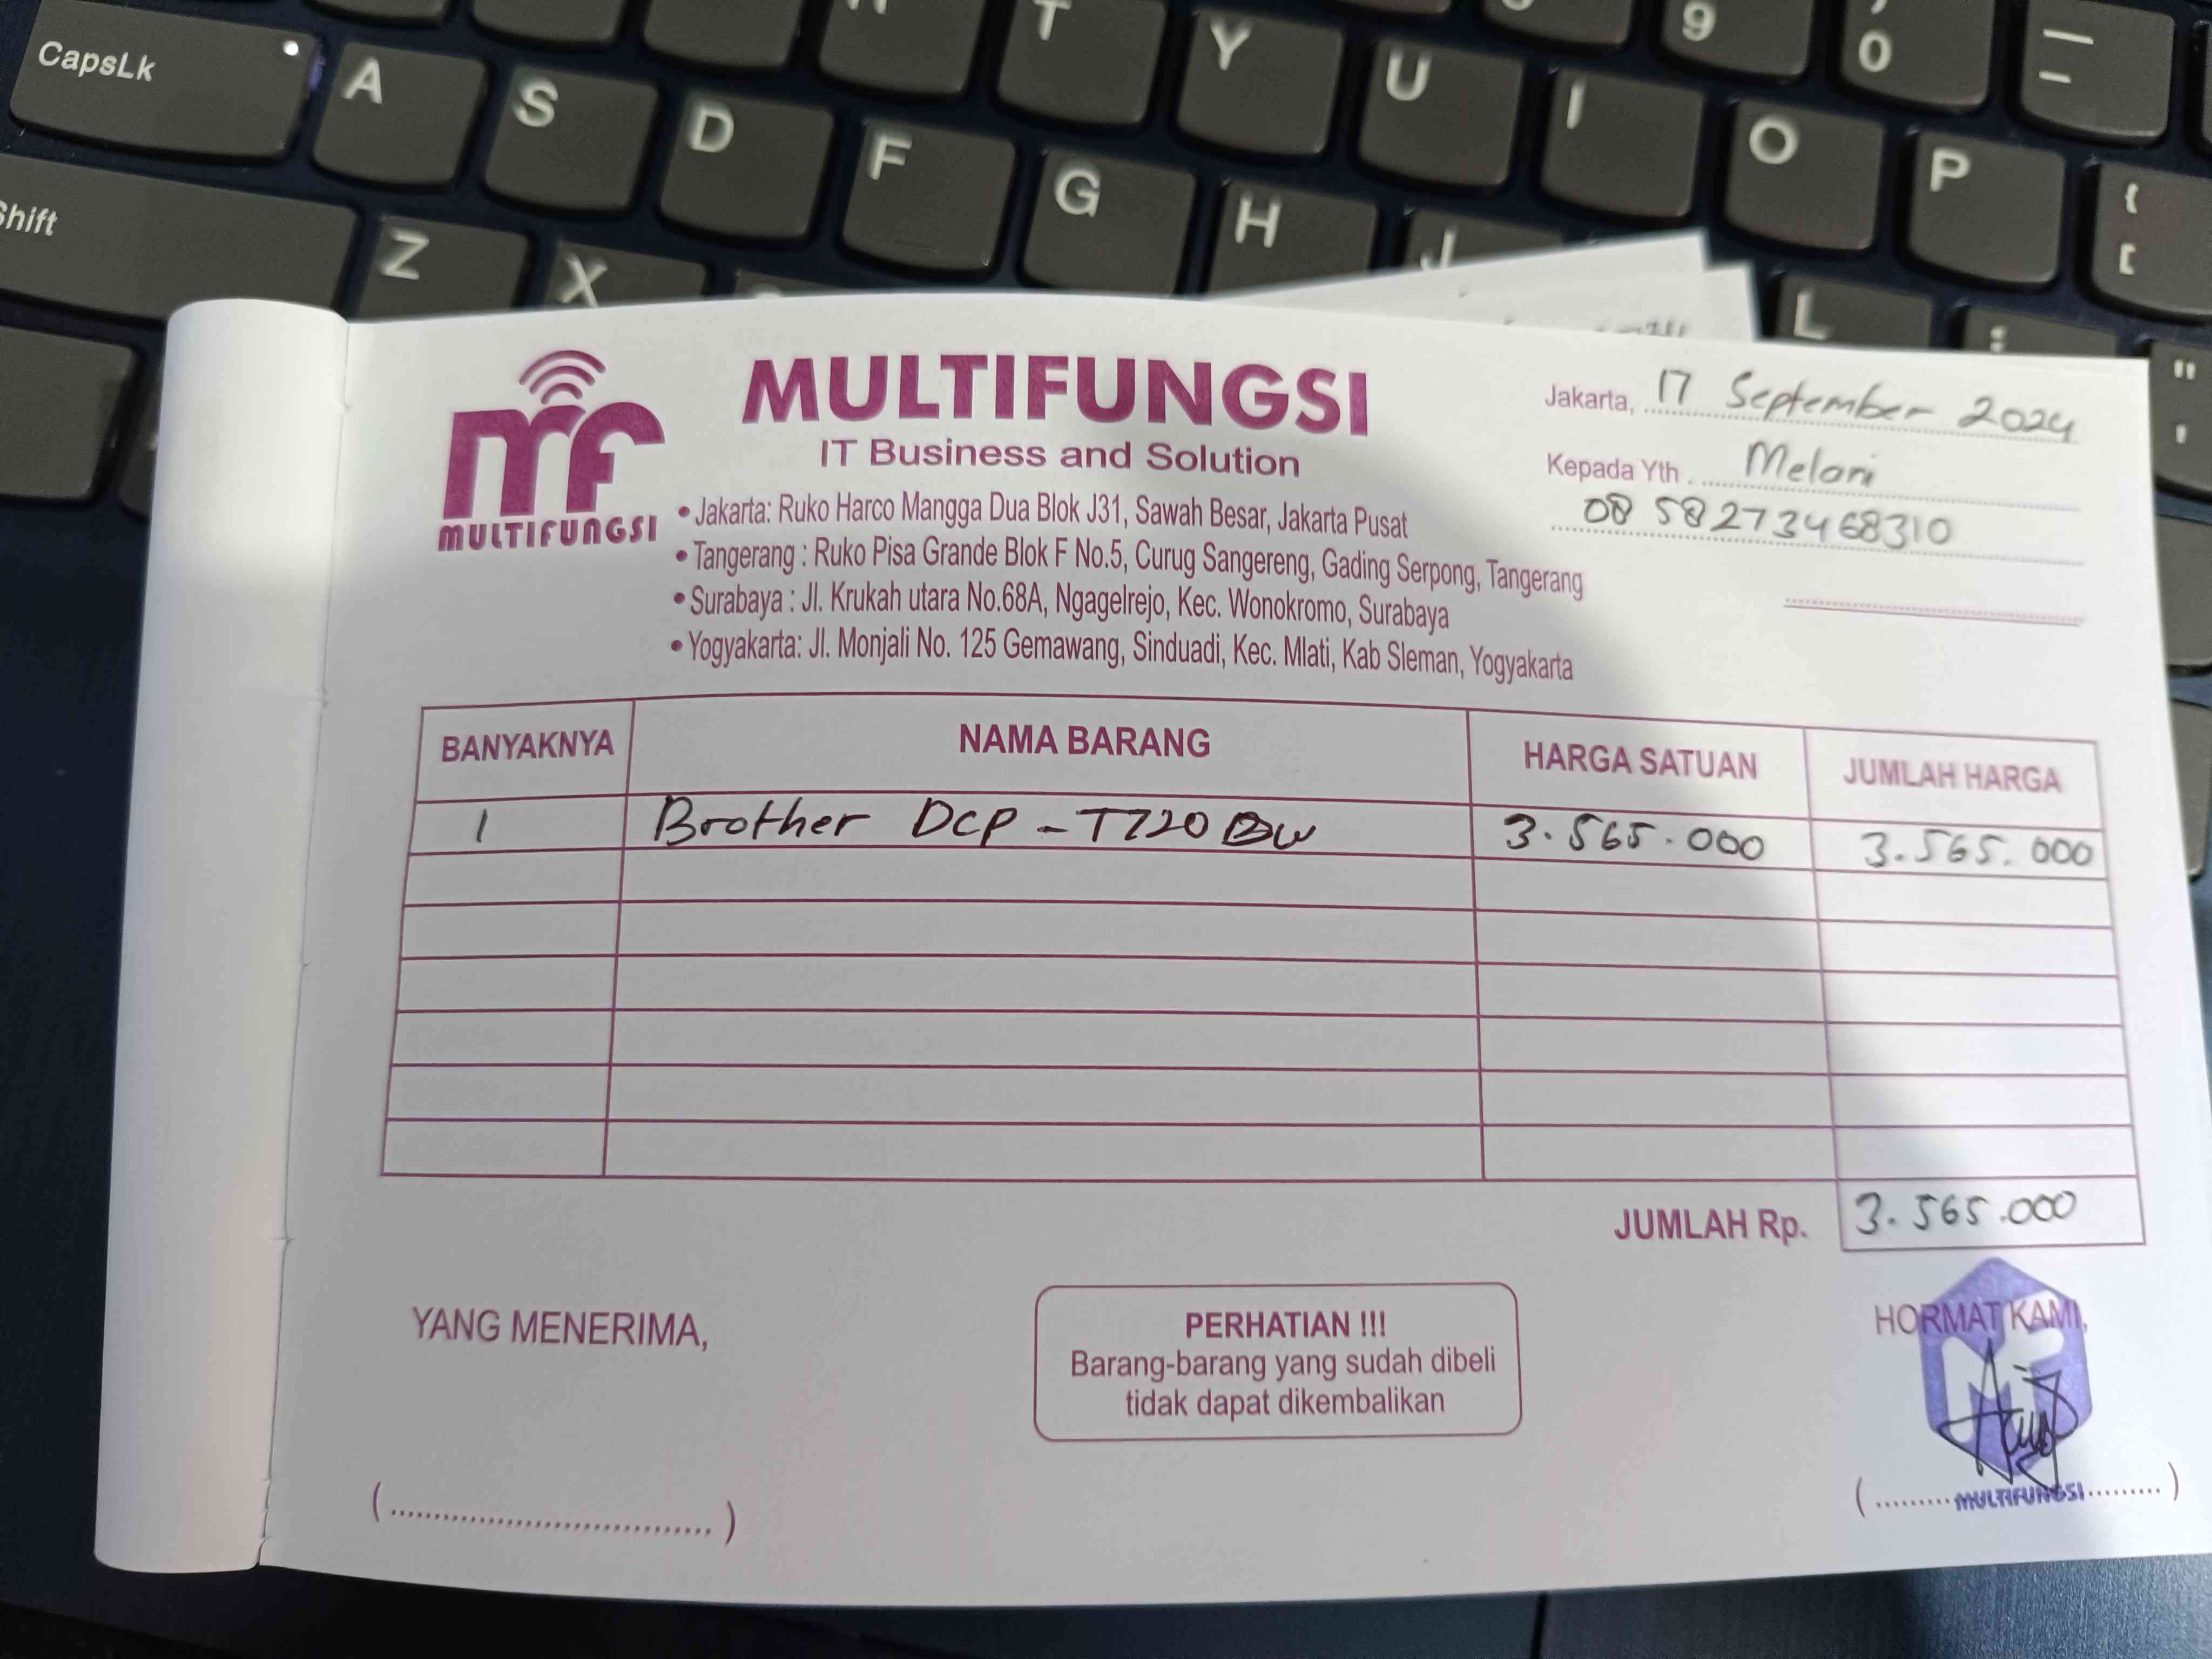 CapsLk
A S D F G H J L
T Y U I O P
9 0
Shift
Z X
MULTIFUNGSI
MULTIFUNGSI
IT Business and Solution
• Jakarta: Ruko Harco Mangga Dua Blok J31, Sawah Besar, Jakarta Pusat
• Tangerang : Ruko Pisa Grande Blok F No.5, Curug Sangereng, Gading Serpong, Tangerang
• Surabaya : Jl. Krukah utara No.68A, Ngagelrejo, Kec. Wonokromo, Surabaya
• Yogyakarta: Jl. Monjali No. 125 Gemawang, Sinduadi, Kec. Mlati, Kab Sleman, Yogyakarta
Jakarta, 17 September 2024
Kepada Yth . Melani
08 58273468310
BANYAKNYA NAMA BARANG HARGA SATUAN JUMLAH HARGA
1 Brother DCP - T720 DW 3.565.000 3.565.000
JUMLAH Rp. 3.565.000
YANG MENERIMA,
PERHATIAN !!!
Barang-barang yang sudah dibeli
tidak dapat dikembalikan
HORMAT KAMI,
MULTIFUNGSI